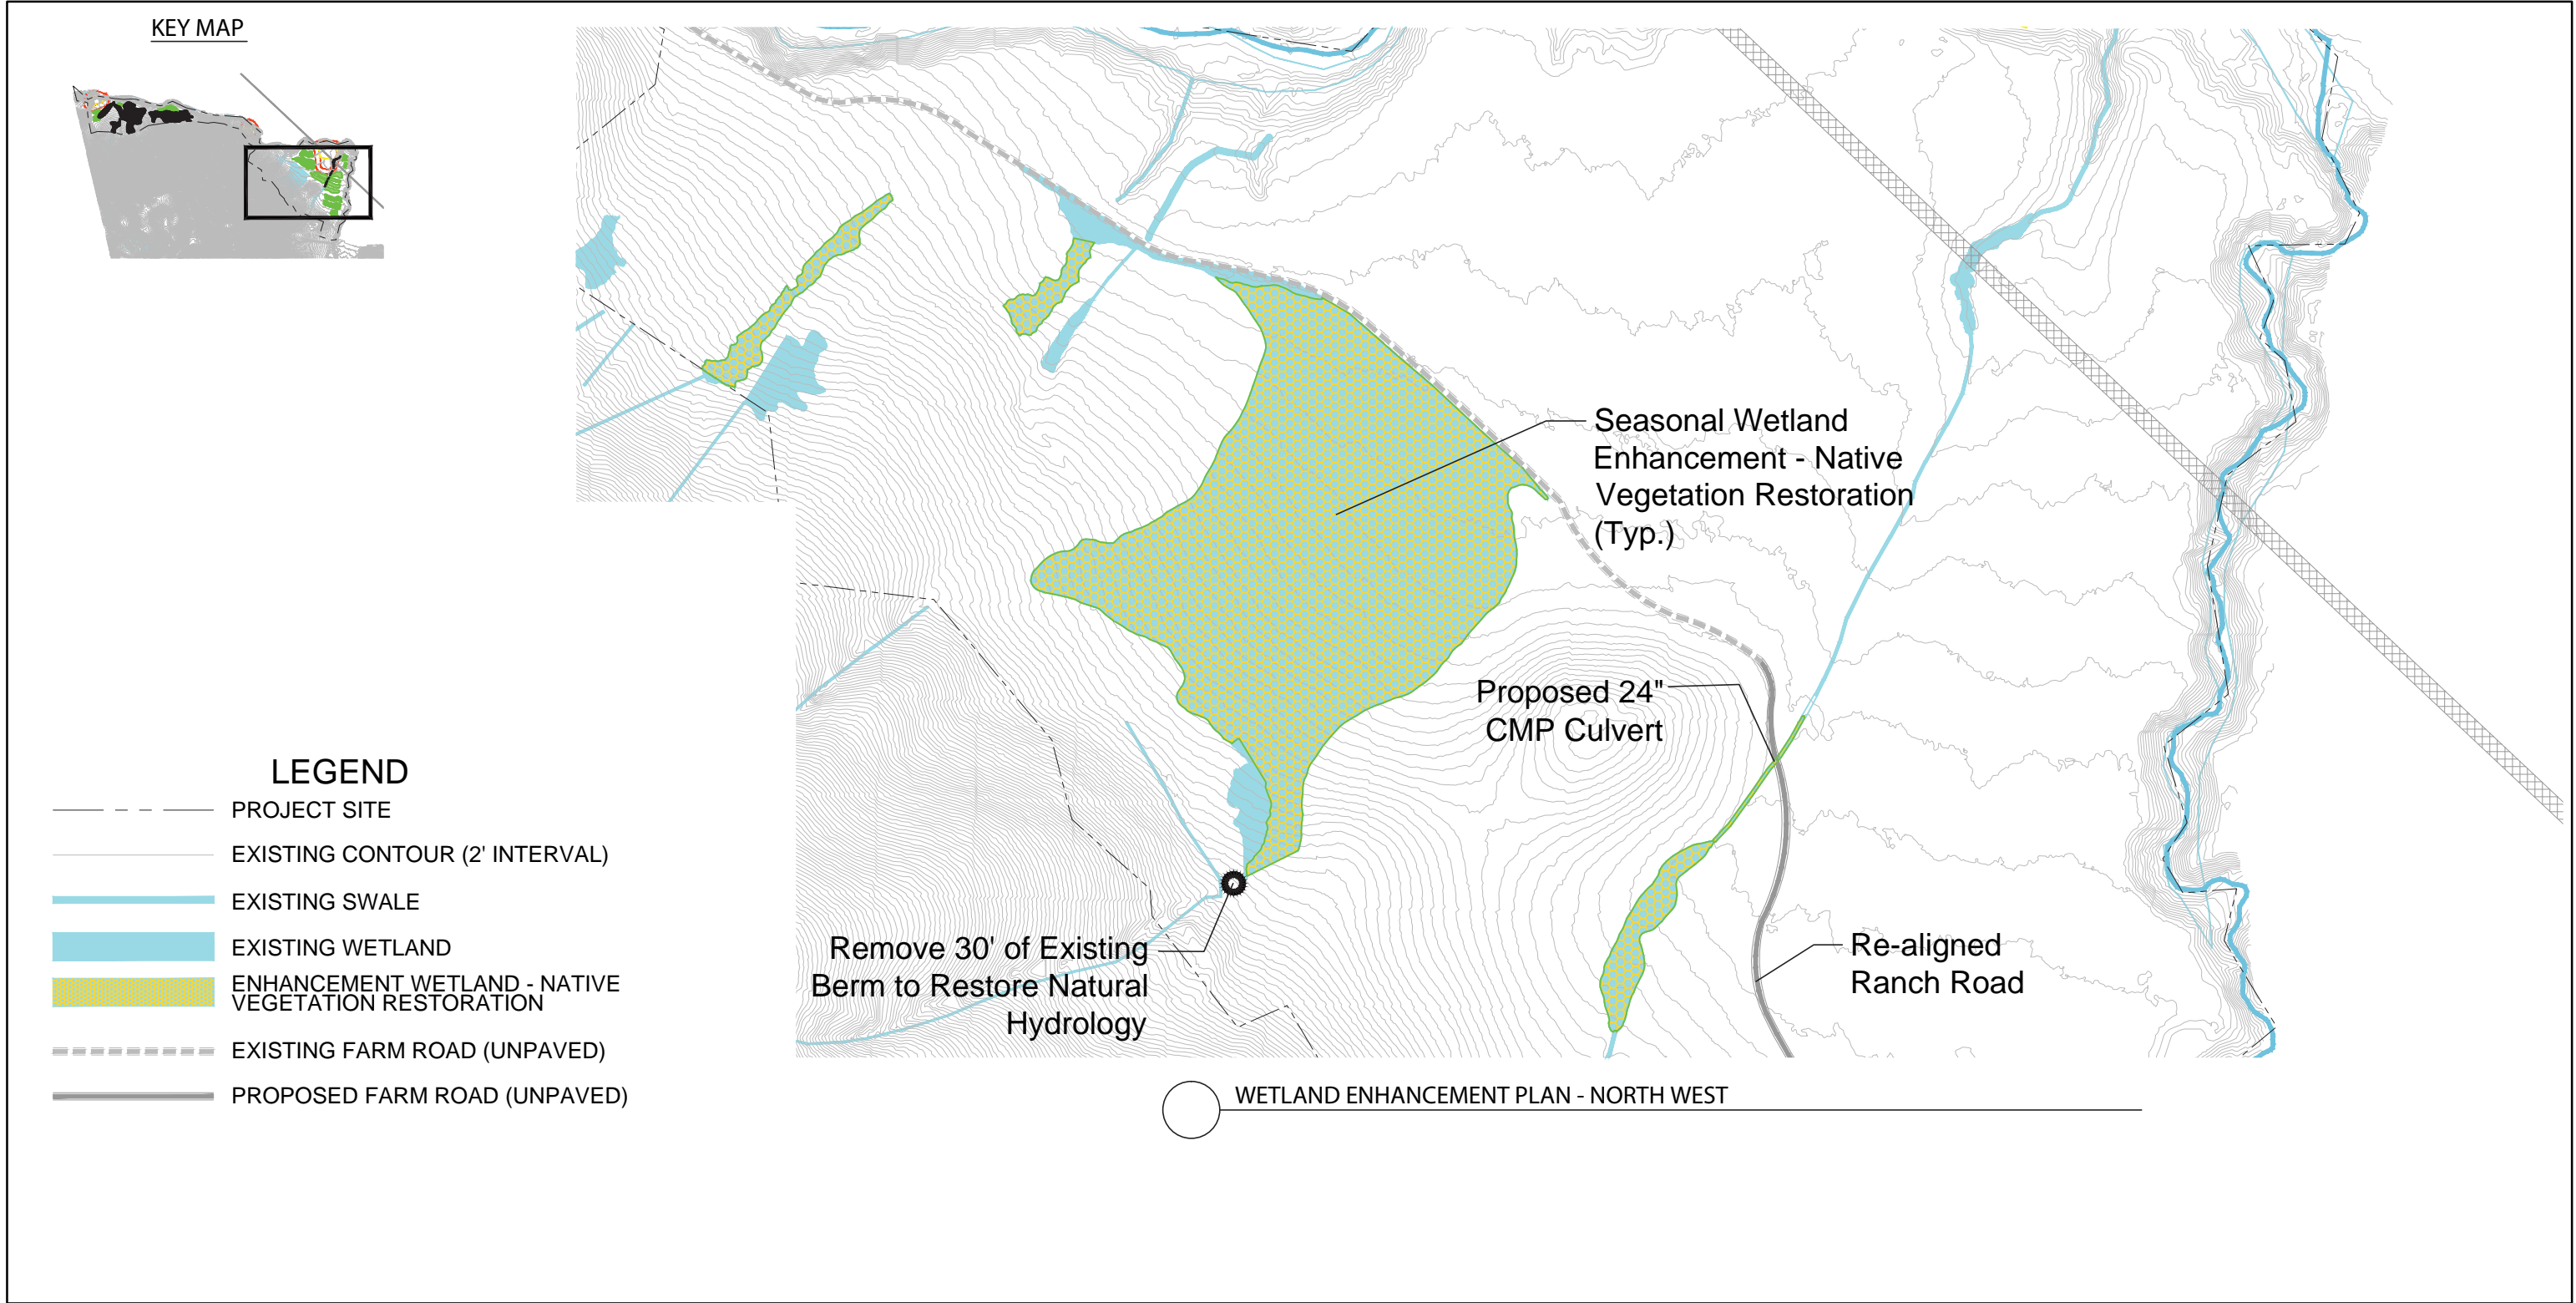 KEY MAP
Seasonal Wetland
Enhancement - Native
Vegetation Restoration
(Typ.)
Proposed 24"
CMP Culvert
Remove 30' of Existing
Berm to Restore Natural
Hydrology
Re-aligned
Ranch Road
LEGEND
PROJECT SITE
EXISTING CONTOUR (2' INTERVAL)
EXISTING SWALE
EXISTING WETLAND
ENHANCEMENT WETLAND - NATIVE
VEGETATION RESTORATION
EXISTING FARM ROAD (UNPAVED)
PROPOSED FARM ROAD (UNPAVED)
WETLAND ENHANCEMENT PLAN - NORTH WEST